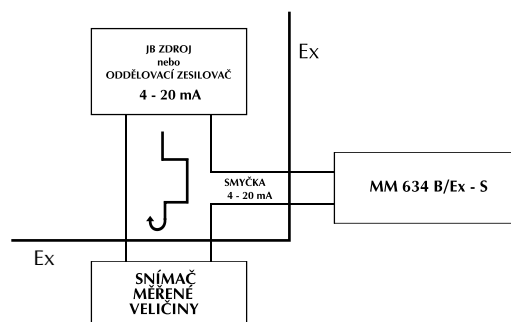 JB ZDROJ
nebo
ODDĚLOVACÍ ZESILOVAČ
4 - 20 mA
Ex
SMYČKA
4 - 20 mA
MM 634 B/Ex - S
Ex
SNÍMAČ
MĚŘENÉ
VELIČINY